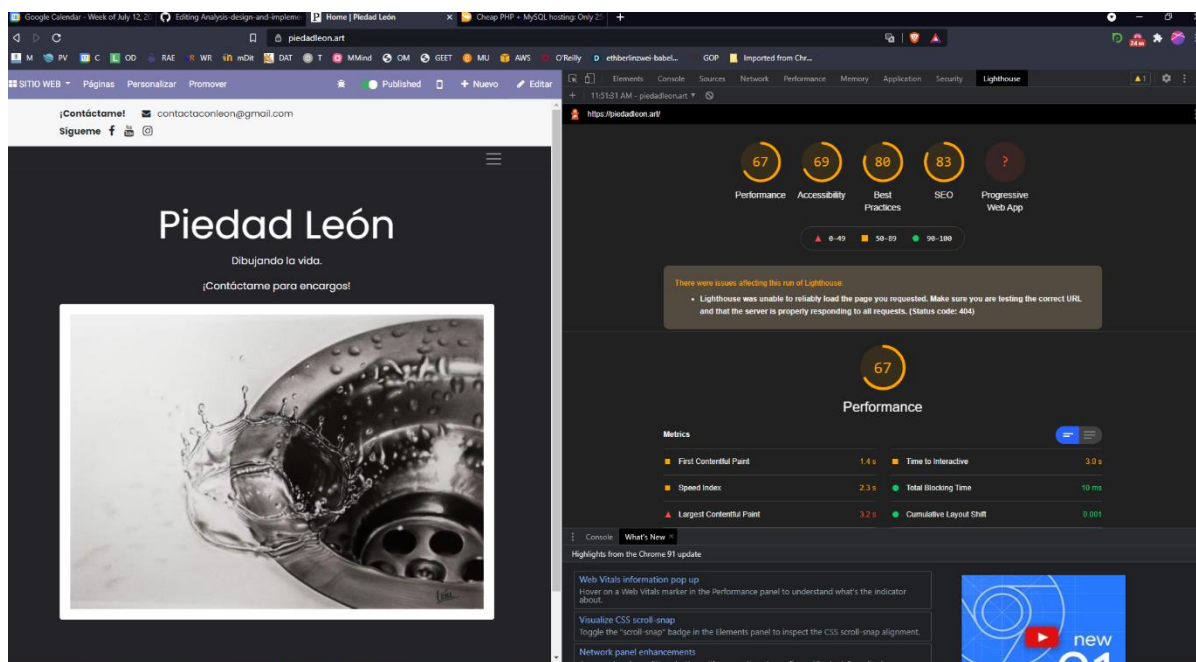 Google Calendar - Week of July 12, 20
Editing Analysis-design-and-impleme
Home | Piedad León
Cheap PHP + MySQL hosting: Only 2
piedadleon.art
24 m
M PV C OD RAE WR mDit DAT T MMind OM GEET MU AWS O'Reilly ethberlinzwei-babel... GOP Imported from Chr...
SITIO WEB Páginas Personalizar Promover Published + Nuevo Editar
¡Contáctame! contactaconleon@gmail.com
Sígueme
Piedad León
Dibujando la vida.
¡Contáctame para encargos!
León
Elements Console Sources Network Performance Memory Application Security Lighthouse 1
+ 11:51:31 AM - piedadleon.art
https://piedadleon.art/
67 69 80 83 ?
Performance Accessibility Best Practices SEO Progressive Web App
0-49 50-89 90-100
There were issues affecting this run of Lighthouse:
• Lighthouse was unable to reliably load the page you requested. Make sure you are testing the correct URL
and that the server is properly responding to all requests. (Status code: 404)
67
Performance
Metrics
First Contentful Paint 1.4 s
Time to Interactive 3.0 s
Speed Index 2.3 s
Total Blocking Time 10 ms
Largest Contentful Paint 3.2 s
Cumulative Layout Shift 0.001
Console What's New ×
Highlights from the Chrome 91 update
Web Vitals information pop up
Hover on a Web Vitals marker in the Performance panel to understand what's the indicator
about.
Visualize CSS scroll-snap
Toggle the "scroll-snap" badge in the Elements panel to inspect the CSS scroll-snap alignment.
Network panel enhancements
new
91